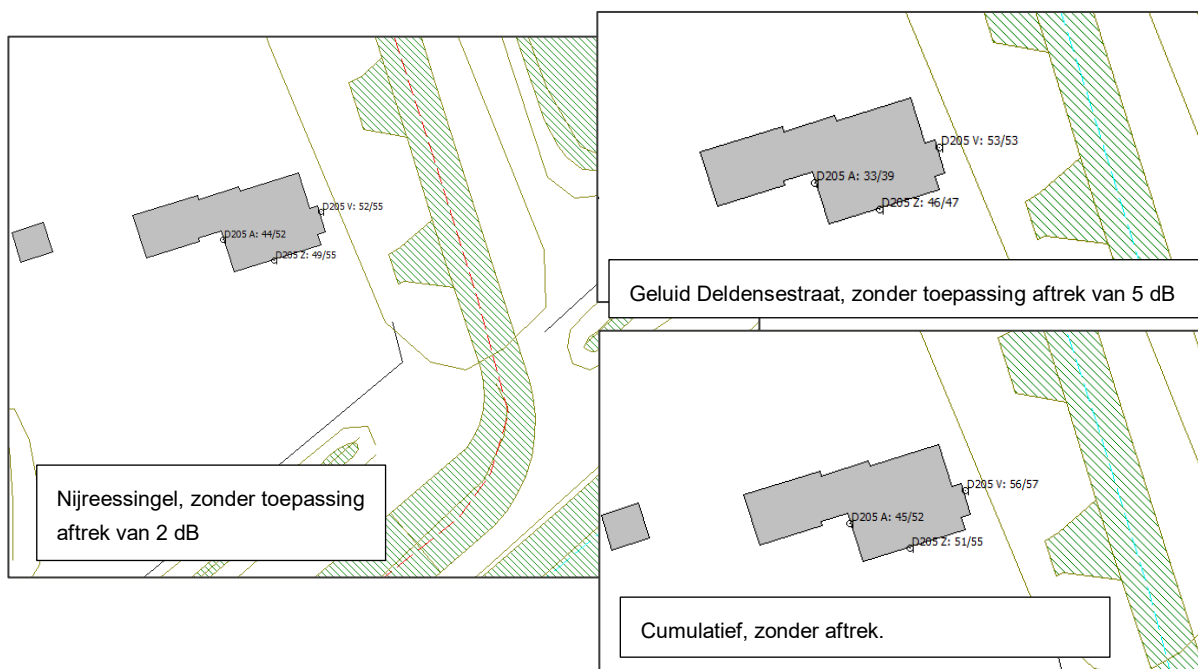 D205 V: 52/55
D205 A: 44/52
D205 Z: 49/55
Nijreessingel, zonder toepassing
aftrek van 2 dB
D205 V: 53/53
D205 A: 33/39
D205 Z: 46/47
Geluid Deldensestraat, zonder toepassing aftrek van 5 dB
D205 V: 56/57
D205 A: 45/52
D205 Z: 51/55
Cumulatief, zonder aftrek.